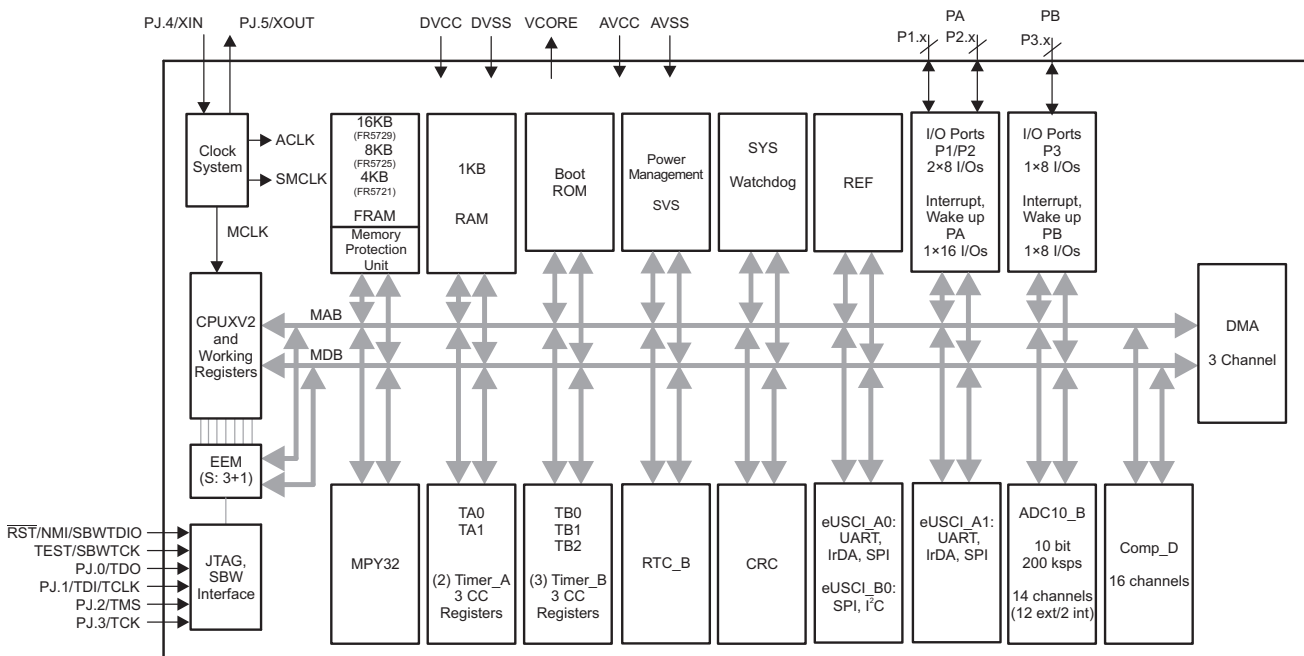 PJ.4/XIN
PJ.5/XOUT
DVCC
DVSS
VCORE
AVCC
AVSS
PA
P1.x
P2.x
PB
P3.x
Clock
System
ACLK
SMCLK
MCLK
16KB
(FR5729)
8KB
(FR5725)
4KB
(FR5721)
FRAM
Memory
Protection
Unit
1KB
RAM
Boot
ROM
Power
Management
SVS
SYS
Watchdog
REF
I/O Ports
P1/P2
2×8 I/Os
Interrupt,
Wake up
PA
1×16 I/Os
I/O Ports
P3
1×8 I/Os
Interrupt,
Wake up
PB
1×8 I/Os
CPUXV2
and
Working
Registers
MAB
MDB
DMA
3 Channel
EEM
(S: 3+1)
RST/NMI/SBWTDIO
TEST/SBWTCK
PJ.0/TDO
PJ.1/TDI/TCLK
PJ.2/TMS
PJ.3/TCK
JTAG,
SBW
Interface
MPY32
TA0
TA1
(2) Timer_A
3 CC
Registers
TB0
TB1
TB2
(3) Timer_B
3 CC
Registers
RTC_B
CRC
eUSCI_A0:
UART,
IrDA, SPI
eUSCI_B0:
SPI, I²C
eUSCI_A1:
UART,
IrDA, SPI
ADC10_B
10 bit
200 ksps
14 channels
(12 ext/2 int)
Comp_D
16 channels